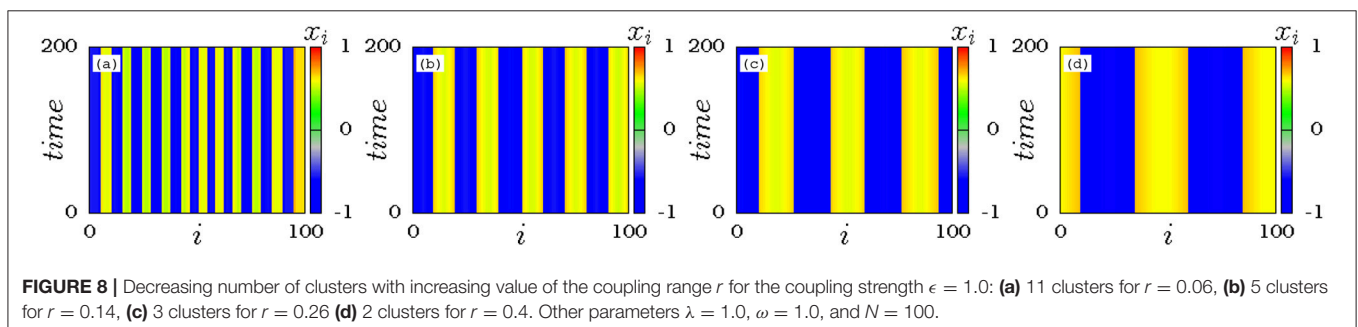 200
(a)
time
0
0
i
100
x_i
1
0
-1
200
(b)
time
0
0
i
100
x_i
1
0
-1
200
(c)
time
0
0
i
100
x_i
1
0
-1
200
(d)
time
0
0
i
100
x_i
1
0
-1
FIGURE 8 | Decreasing number of clusters with increasing value of the coupling range r for the coupling strength ϵ = 1.0: (a) 11 clusters for r = 0.06, (b) 5 clusters
for r = 0.14, (c) 3 clusters for r = 0.26 (d) 2 clusters for r = 0.4. Other parameters λ = 1.0, ω = 1.0, and N = 100.